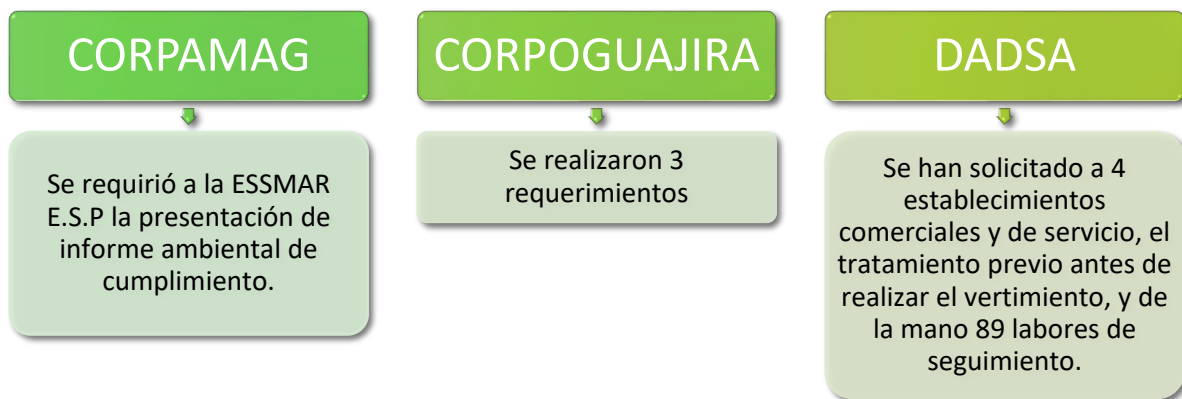 CORPAMAG
Se requirió a la ESSMAR
E.S.P la presentación de
informe ambiental de
cumplimiento.
CORPOGUAJIRA
Se realizaron 3
requerimientos
DADSA
Se han solicitado a 4
establecimientos
comerciales y de servicio, el
tratamiento previo antes de
realizar el vertimiento, y de
la mano 89 labores de
seguimiento.